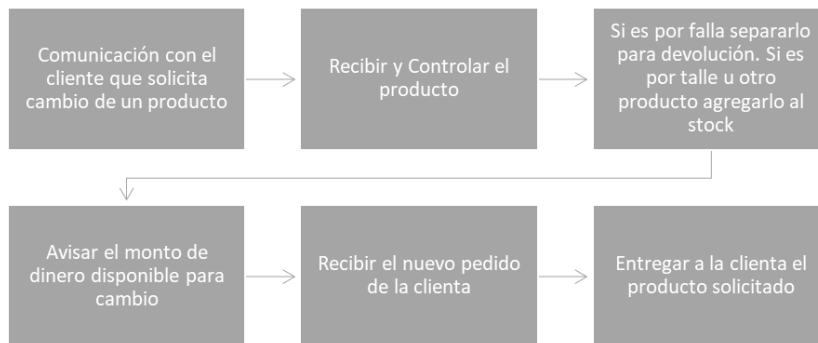 Comunicación con el
cliente que solicita
cambio de un producto
Recibir y Controlar el
producto
Si es por falla separarlo
para devolución. Si es
por talle u otro
producto agregarlo al
stock
Avisar el monto de
dinero disponible para
cambio
Recibir el nuevo pedido
de la clienta
Entregar a la clienta el
producto solicitado